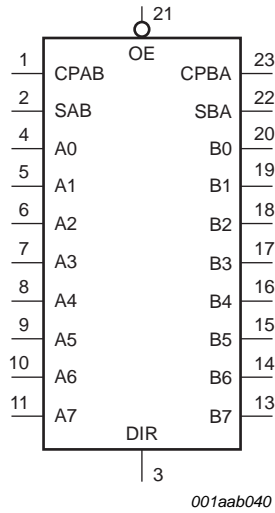 21
OE
1 CPAB CPBA 23
2 SAB SBA 22
4 A0 B0 20
5 A1 B1 19
6 A2 B2 18
7 A3 B3 17
8 A4 B4 16
9 A5 B5 15
10 A6 B6 14
11 A7 B7 13
DIR
3
001aab040